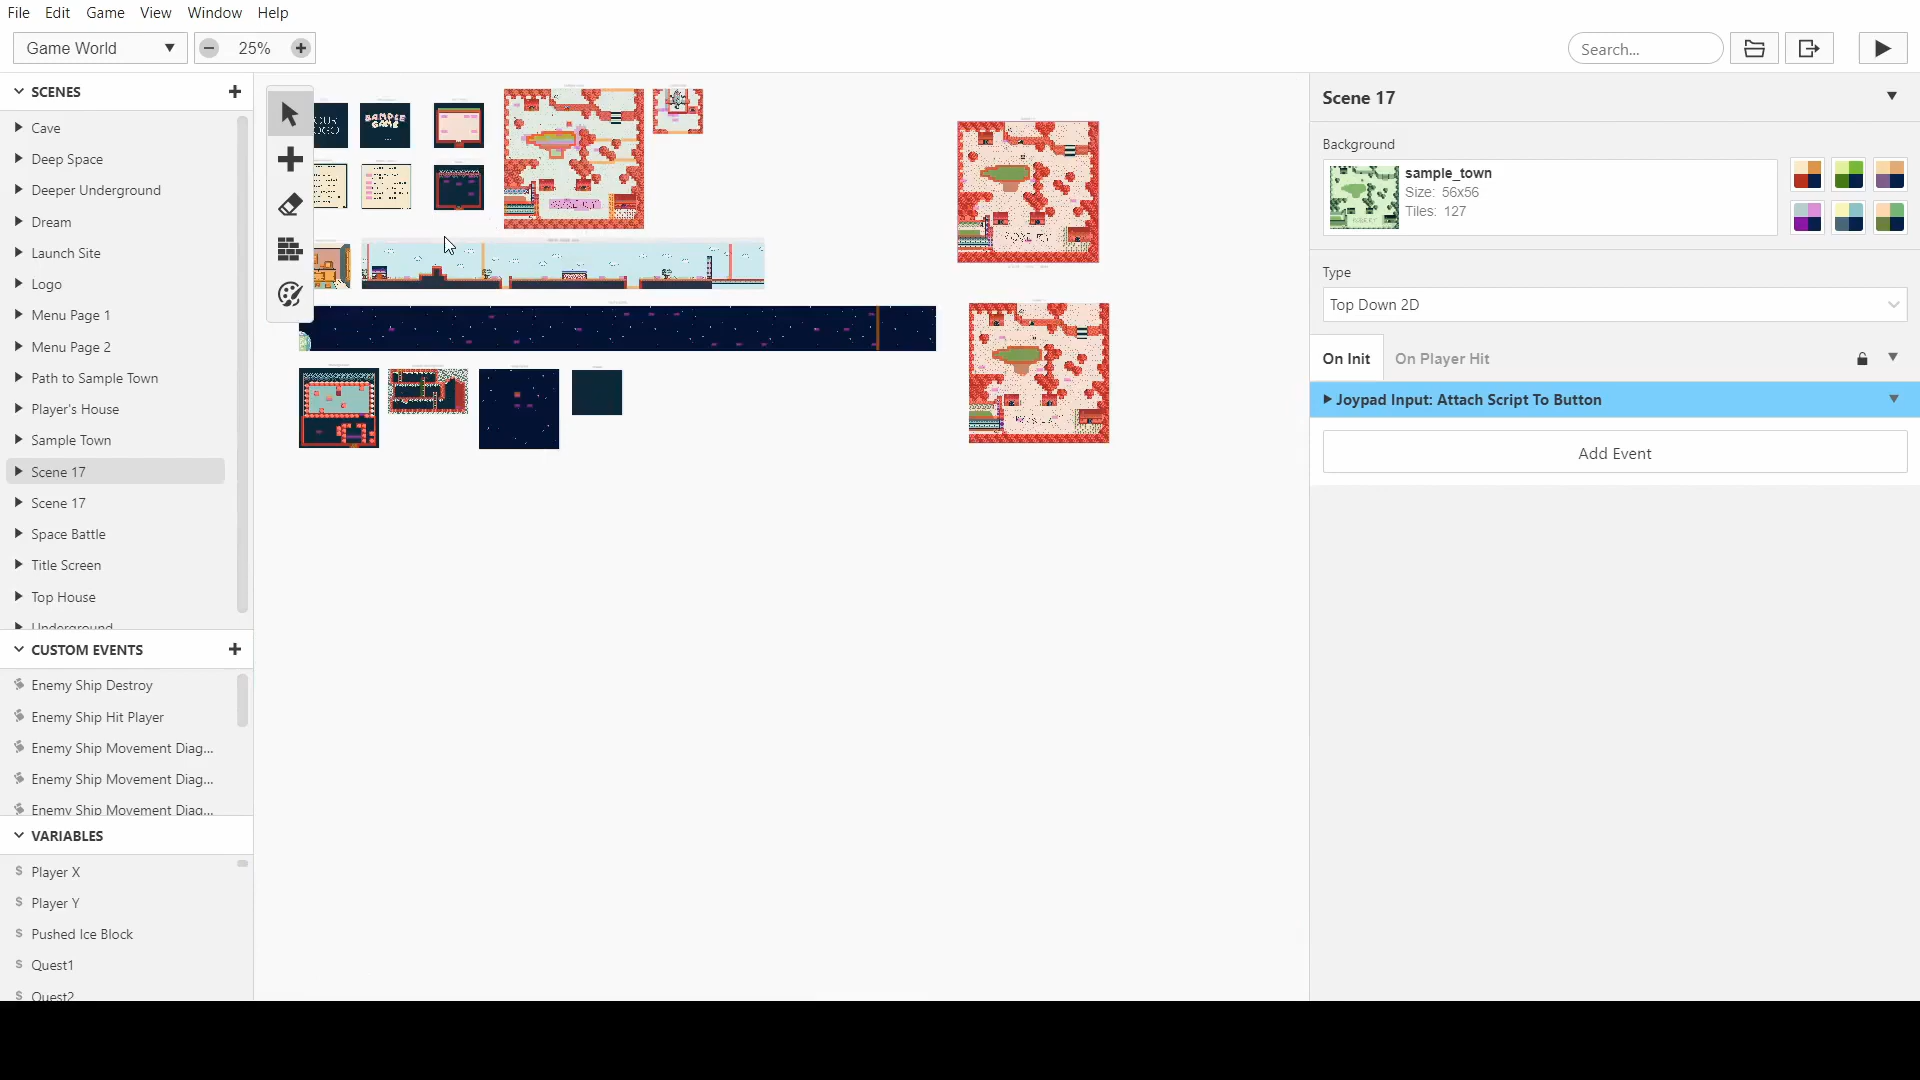 File Edit Game View Window Help
Game World 25% Search...
SCENES
Cave
Deep Space
Deeper Underground
Dream
Launch Site
Logo
Menu Page 1
Menu Page 2
Path to Sample Town
Player's House
Sample Town
Scene 17
Scene 17
Space Battle
Title Screen
Top House
Underground
CUSTOM EVENTS
Enemy Ship Destroy
Enemy Ship Hit Player
Enemy Ship Movement Diag...
Enemy Ship Movement Diag...
Enemy Ship Movement Diag...
VARIABLES
$ Player X
$ Player Y
$ Pushed Ice Block
$ Quest1
$ Quest2
SAMPLE
GAME
Scene 17
Background
sample_town
Size: 56x56
Tiles: 127
Type
Top Down 2D
On Init On Player Hit
Joypad Input: Attach Script To Button
Add Event